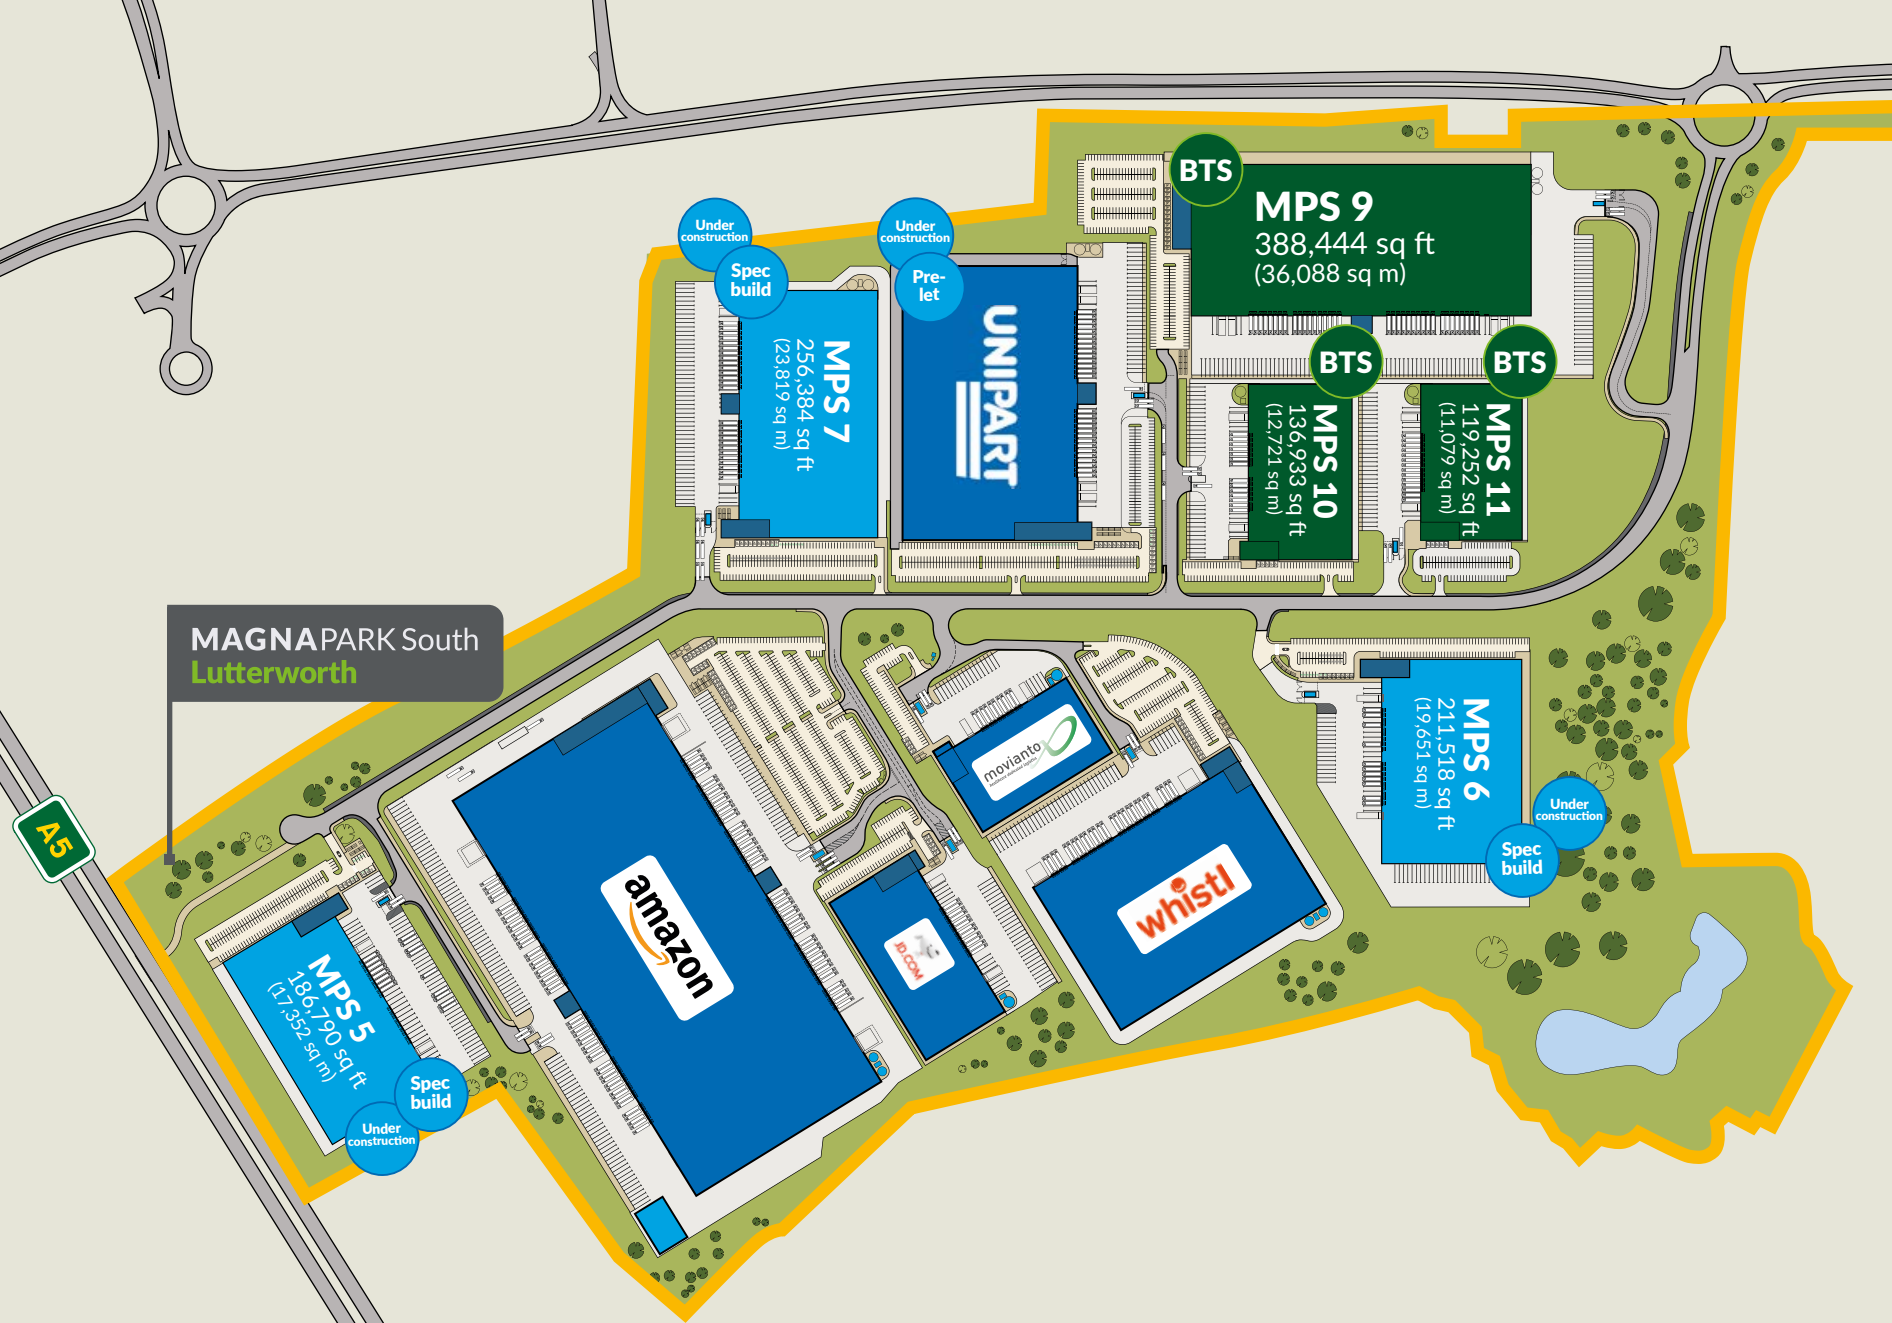 BTS
MPS 9
388,444 sq ft
(36,088 sq m)
Under
construction
Spec
build
Under
construction
Pre-
let
UNIPART
MPS 7
256,384 sq ft
(23,819 sq m)
BTS
BTS
MPS 10
136,933 sq ft
(12,721 sq m)
MPS 11
119,252 sq ft
(11,079 sq m)
MAGNA PARK South
Lutterworth
movianto
MPS 6
211,518 sq ft
(19,651 sq m)
Under
construction
Spec
build
A5
amazon
whistl
JD.COM
MPS 5
186,790 sq ft
(17,352 sq m)
Spec
build
Under
construction